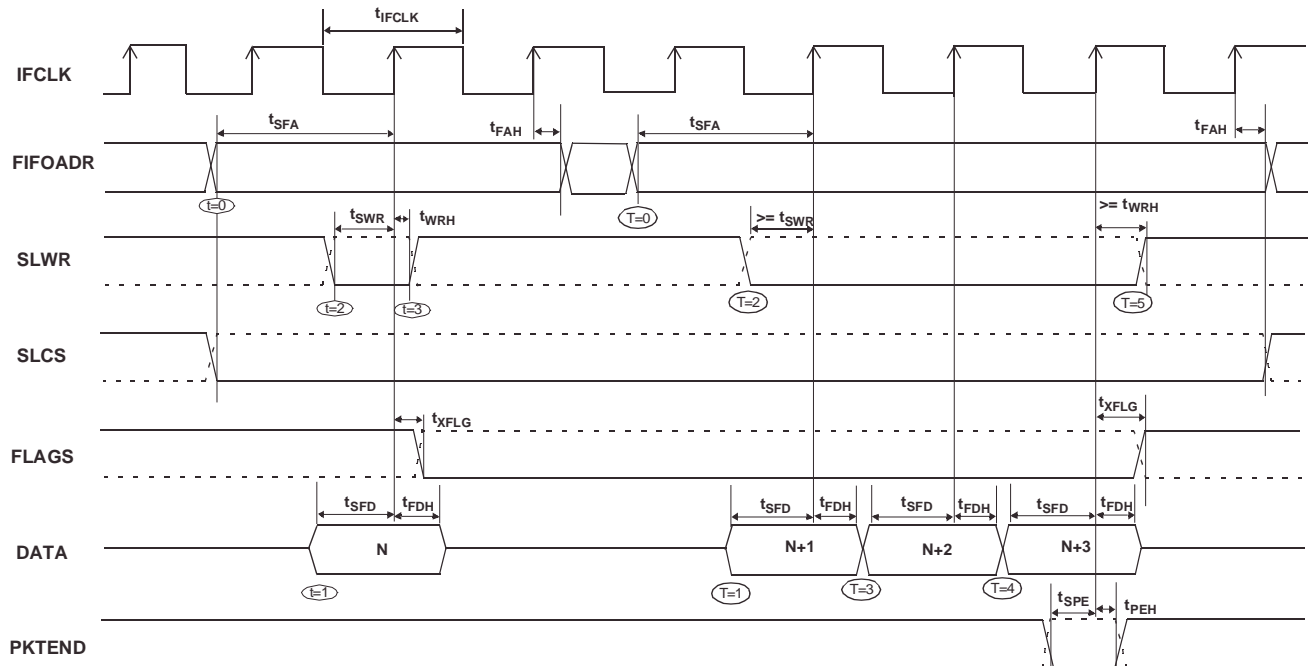 tIFCLK
IFCLK
tSFA
tFAH
tSFA
tFAH
FIFOADR
t=0
T=0
tSWR
tWRH
>= tSWR
>= tWRH
SLWR
t=2
t=3
T=2
T=5
SLCS
tXFLG
tXFLG
FLAGS
tSFD
tFDH
tSFD
tFDH
tSFD
tFDH
tSFD
tFDH
DATA
N
N+1
N+2
N+3
t=1
T=1
T=3
T=4
tSPE
tPEH
PKTEND